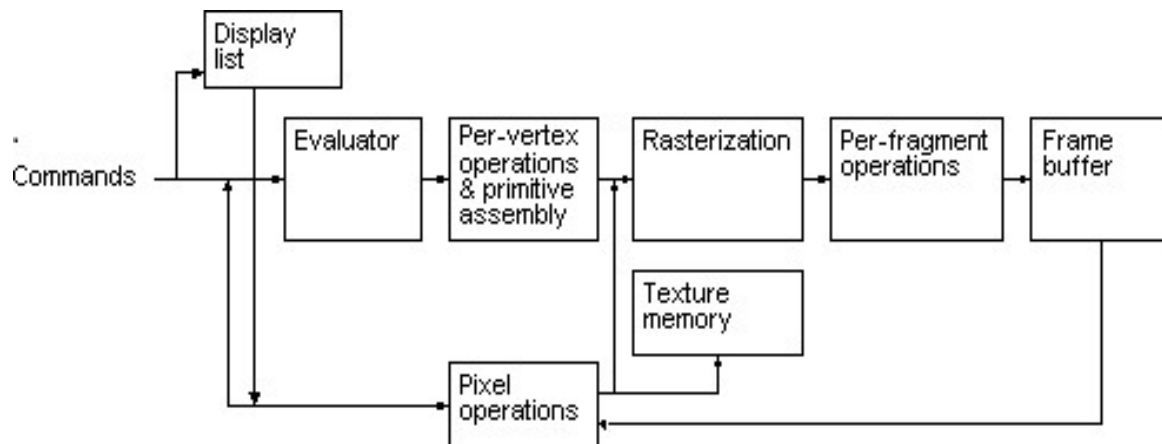 Display
list
Commands
Evaluator
Per-vertex
operations
& primitive
assembly
Rasterization
Per-fragment
operations
Frame
buffer
Texture
memory
Pixel
operations